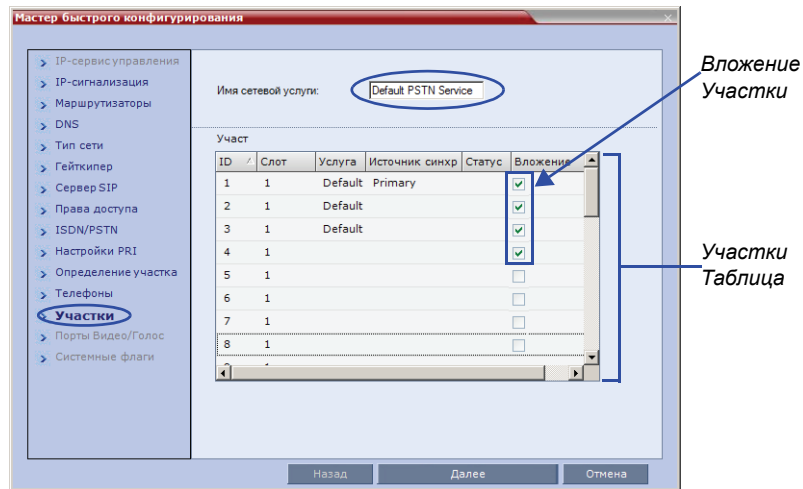 Мастер быстрого конфигурирования
IP-сервис управления
IP-сигнализация
Маршрутизаторы
DNS
Тип сети
Гейткипер
Сервер SIP
Права доступа
ISDN/PSTN
Настройки PRI
Определение участка
Телефоны
Участки
Порты Видео/Голос
Системные флаги
Имя сетевой услуги: Default PSTN Service
Участ
ID Слот Услуга Источник синхр Статус Вложение
1 1 Default Primary
2 1 Default
3 1 Default
4 1
5 1
6 1
7 1
8 1
Назад Далее Отмена
Вложение
Участки
Участки
Таблица